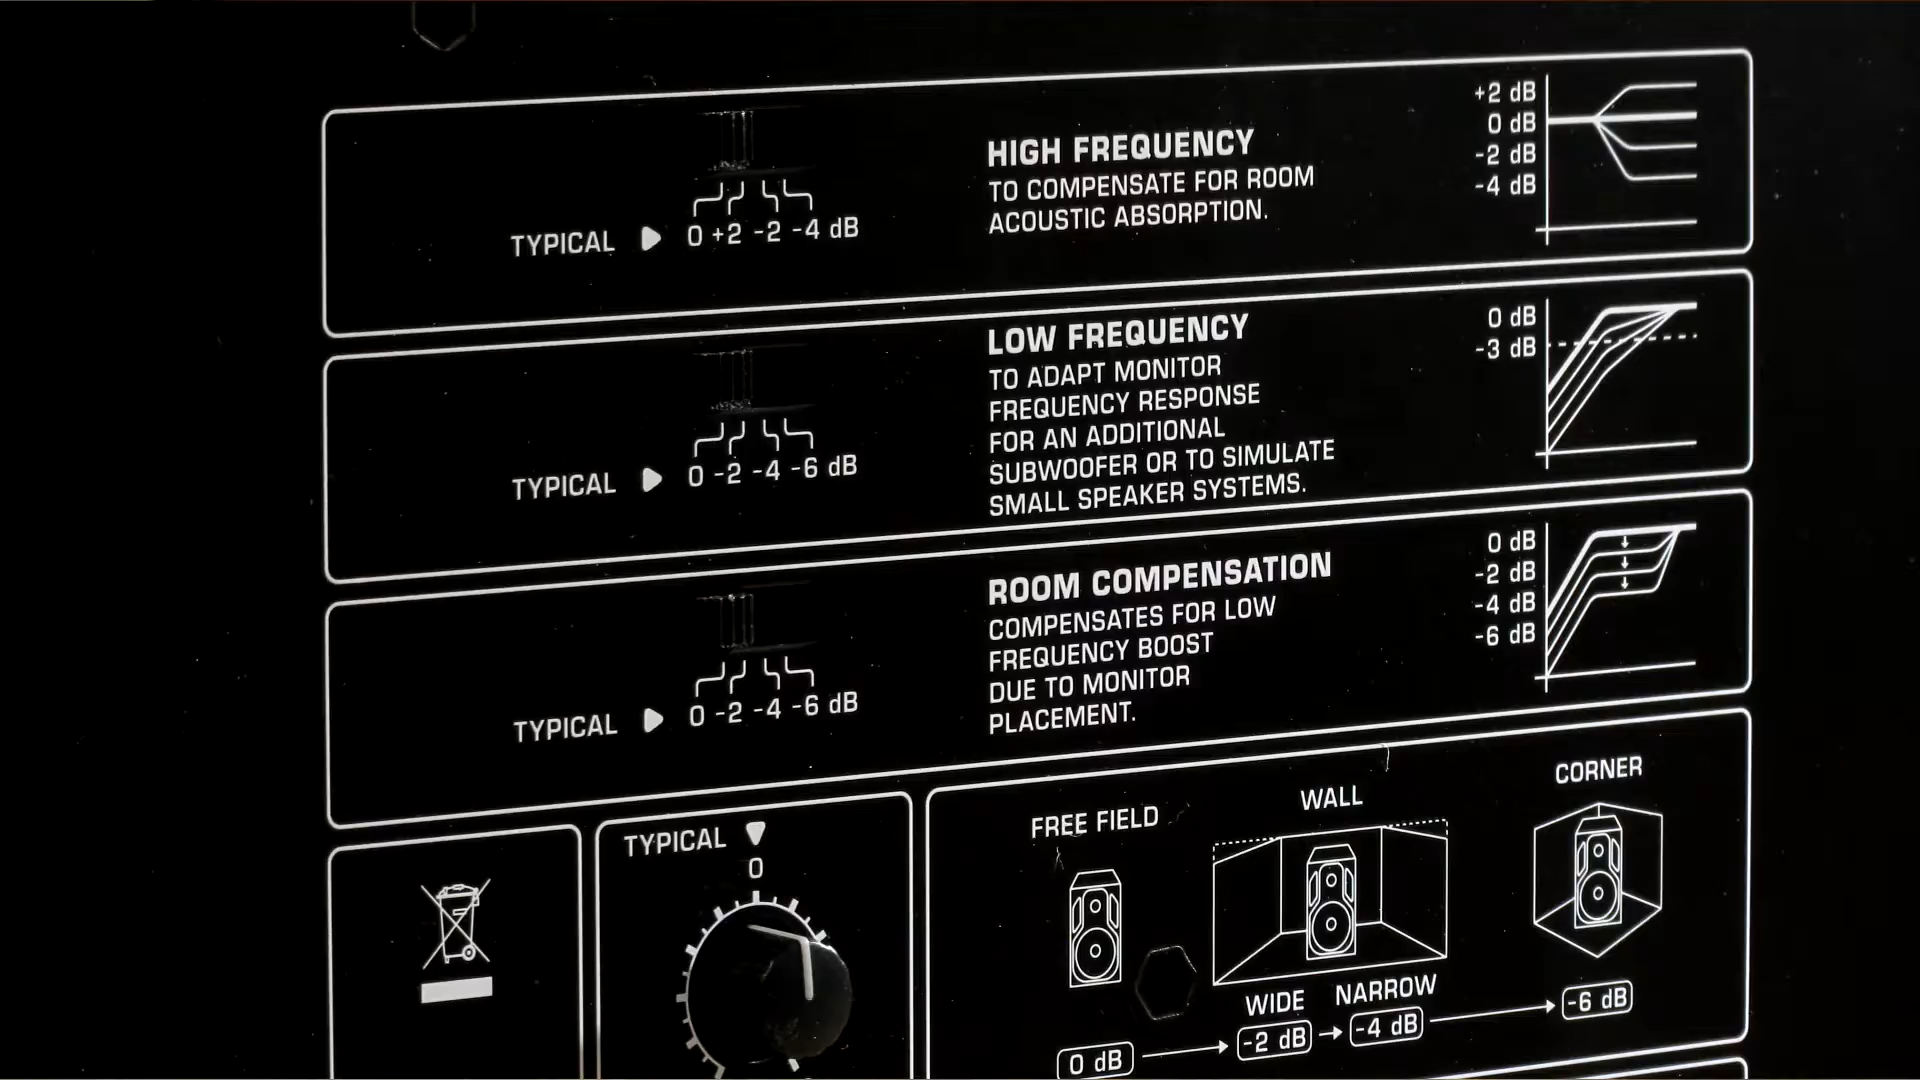 HIGH FREQUENCY
TO COMPENSATE FOR ROOM
ACOUSTIC ABSORPTION.
TYPICAL ▶ 0 +2 -2 -4 dB
+2 dB
0 dB
-2 dB
-4 dB
LOW FREQUENCY
TO ADAPT MONITOR
FREQUENCY RESPONSE
FOR AN ADDITIONAL
SUBWOOFER OR TO SIMULATE
SMALL SPEAKER SYSTEMS.
TYPICAL ▶ 0 -2 -4 -6 dB
0 dB
-3 dB
ROOM COMPENSATION
COMPENSATES FOR LOW
FREQUENCY BOOST
DUE TO MONITOR
PLACEMENT.
TYPICAL ▶ 0 -2 -4 -6 dB
0 dB
-2 dB
-4 dB
-6 dB
TYPICAL ▼
0
FREE FIELD
WALL
CORNER
WIDE NARROW
0 dB -2 dB -4 dB -6 dB